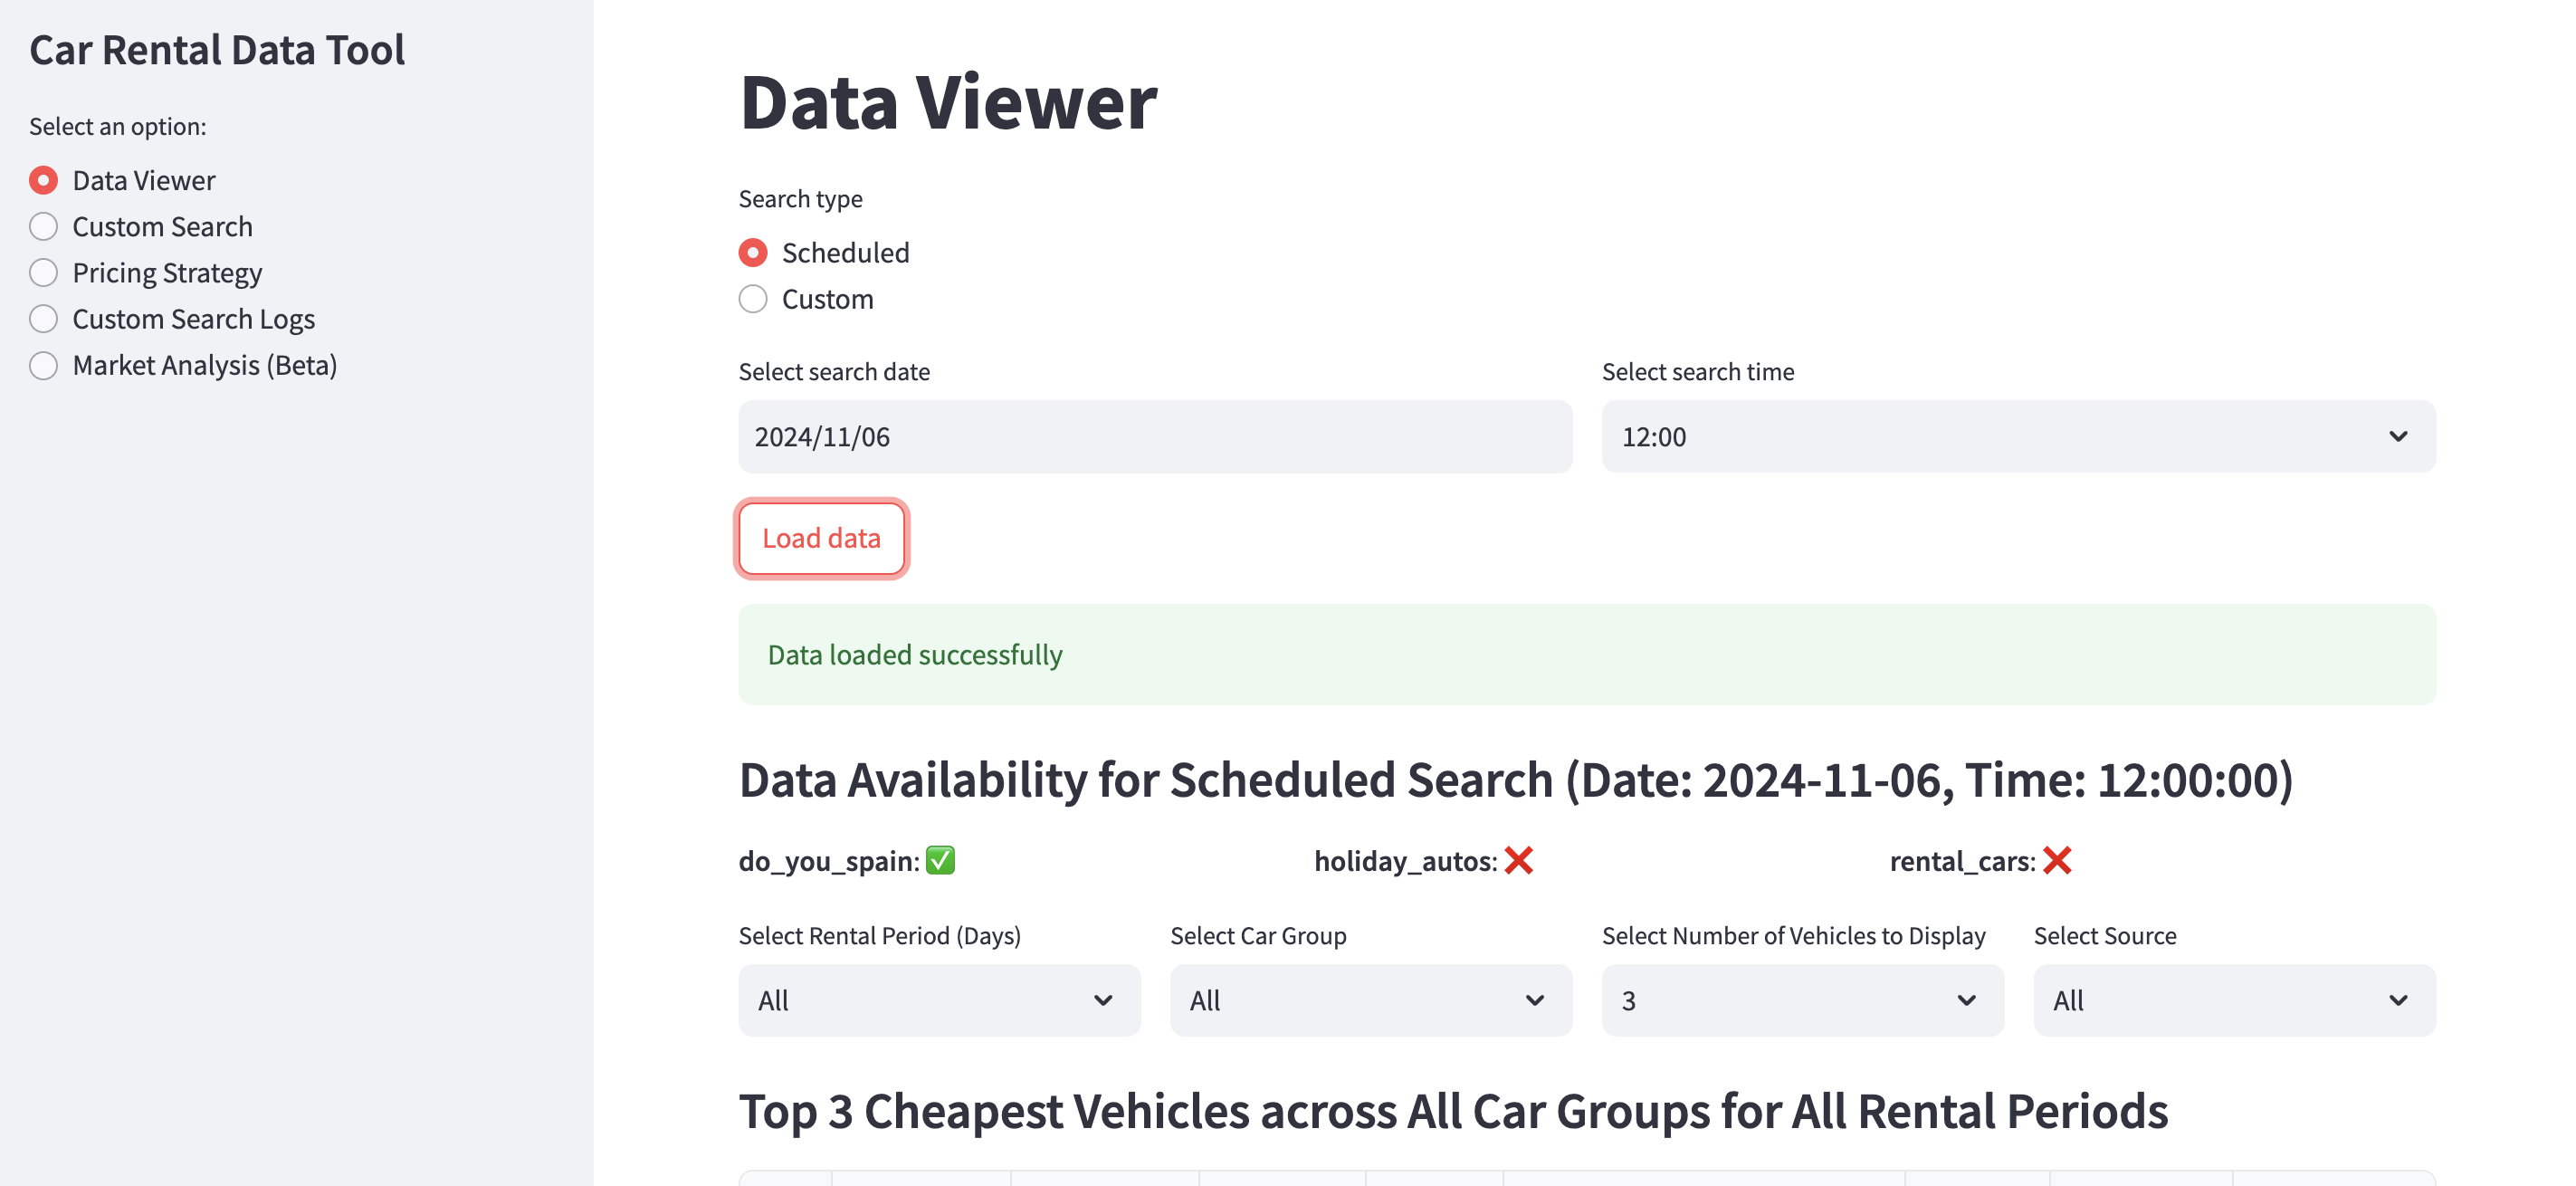 Car Rental Data Tool
Select an option:
Data Viewer
Custom Search
Pricing Strategy
Custom Search Logs
Market Analysis (Beta)
Data Viewer
Search type
Scheduled
Custom
Select search date
Select search time
2024/11/06
12:00
Load data
Data loaded successfully
Data Availability for Scheduled Search (Date: 2024-11-06, Time: 12:00:00)
do_you_spain: ✅ holiday_autos: ❌ rental_cars: ❌
Select Rental Period (Days)
Select Car Group
Select Number of Vehicles to Display
Select Source
All
All
3
All
Top 3 Cheapest Vehicles across All Car Groups for All Rental Periods